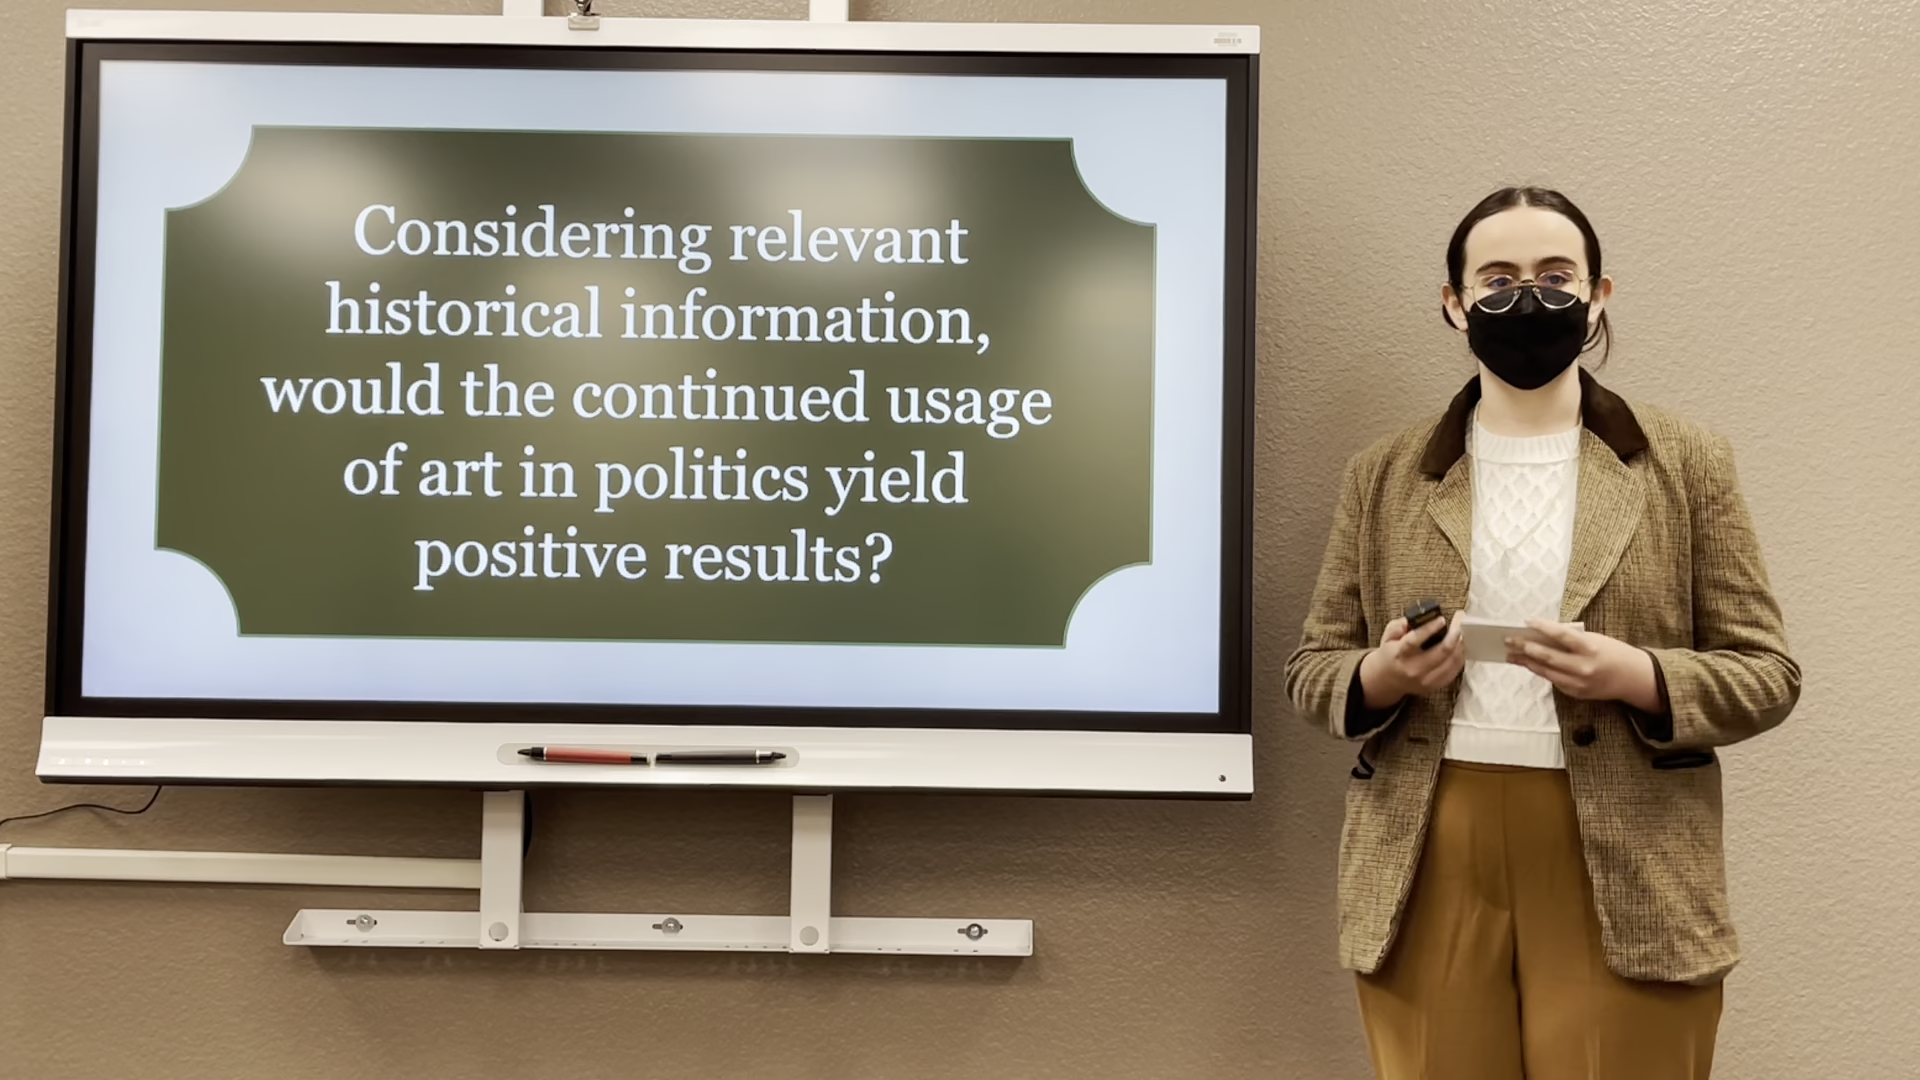 Considering relevant
historical information,
would the continued usage
of art in politics yield
positive results?